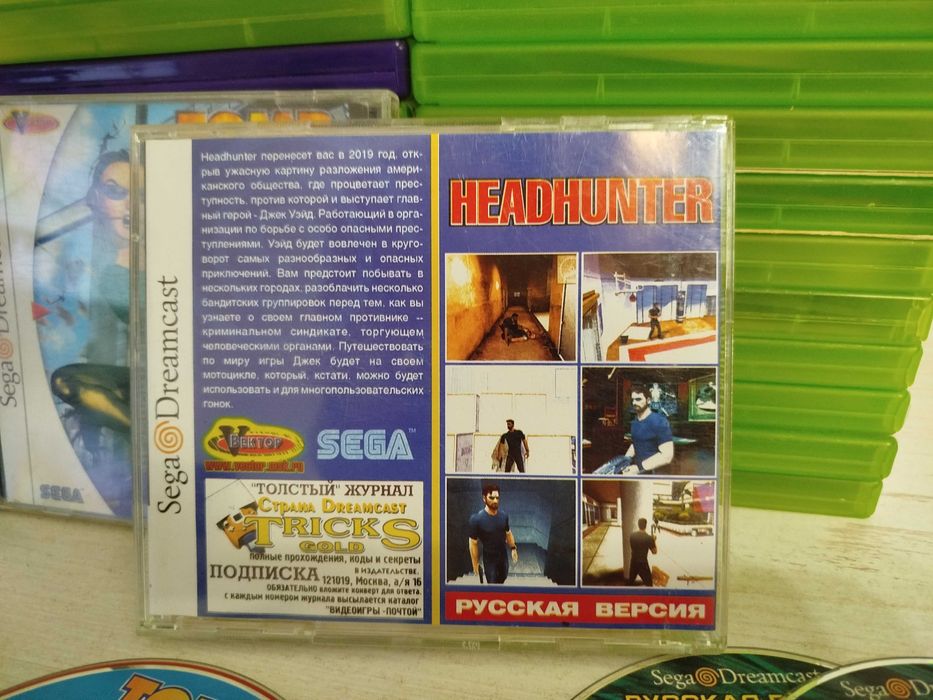 Sega Dreamcast
Headhunter перенесет вас в 2019 год, отк-
рыв ужасную картину разложения амери-
канского общества, где процветает прес-
тупность, против которой и выступает глав-
ный герой - Джек Уэйд. Работающий в орга-
низации по борьбе с особо опасными прес-
туплениями. Уэйд будет вовлечен в круго-
ворот самых разнообразных и опасных
приключений. Вам предстоит побывать в
нескольких городах, разоблачить несколько
бандитских группировок перед тем, как вы
узнаете о своем главном противнике --
криминальном синдикате, торгующем
человеческими органами. Путешествовать
по миру игры Джек будет на своем
мотоцикле, который, кстати, можно будет
использовать и для многопользовательских
гонок.
Вектор
www.vector.msk.ru
SEGA™
"ТОЛСТЫЙ" ЖУРНАЛ
Страна Dreamcast
TRICKS
GOLD
полные прохождения, коды и секреты
в издательстве.
ПОДПИСКА 121019, Москва, а/я 16
ОБЯЗАТЕЛЬНО вложите конверт для ответа.
с каждым номером журнала высылается каталог
"ВИДЕОИГРЫ -ПОЧТОЙ"
HEADHUNTER
РУССКАЯ ВЕРСИЯ
Sega Dreamcast
SEGA
Sega Dreamcast
Sega Dreamcast